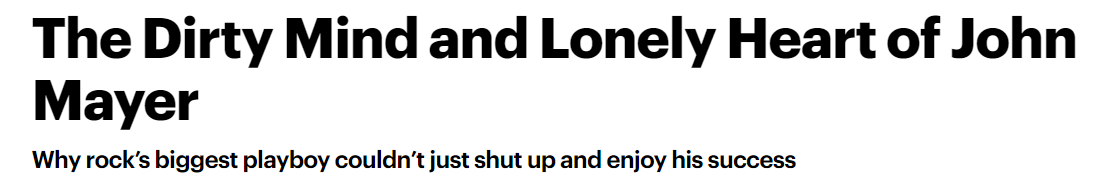 The Dirty Mind and Lonely Heart of John
Mayer
Why rock’s biggest playboy couldn’t just shut up and enjoy his success